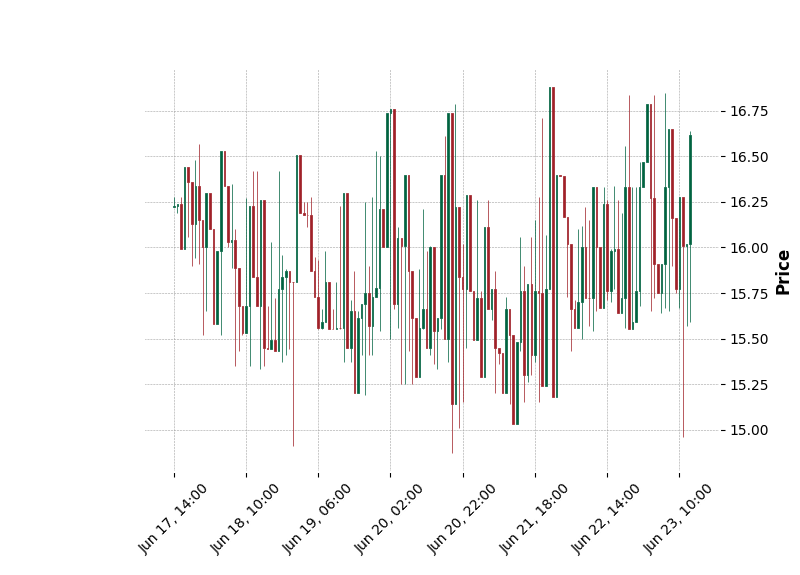 16.75
16.50
16.25
16.00
15.75
15.50
15.25
15.00
Price
Jun 17, 14:00
Jun 18, 10:00
Jun 19, 06:00
Jun 20, 02:00
Jun 20, 22:00
Jun 21, 18:00
Jun 22, 14:00
Jun 23, 10:00